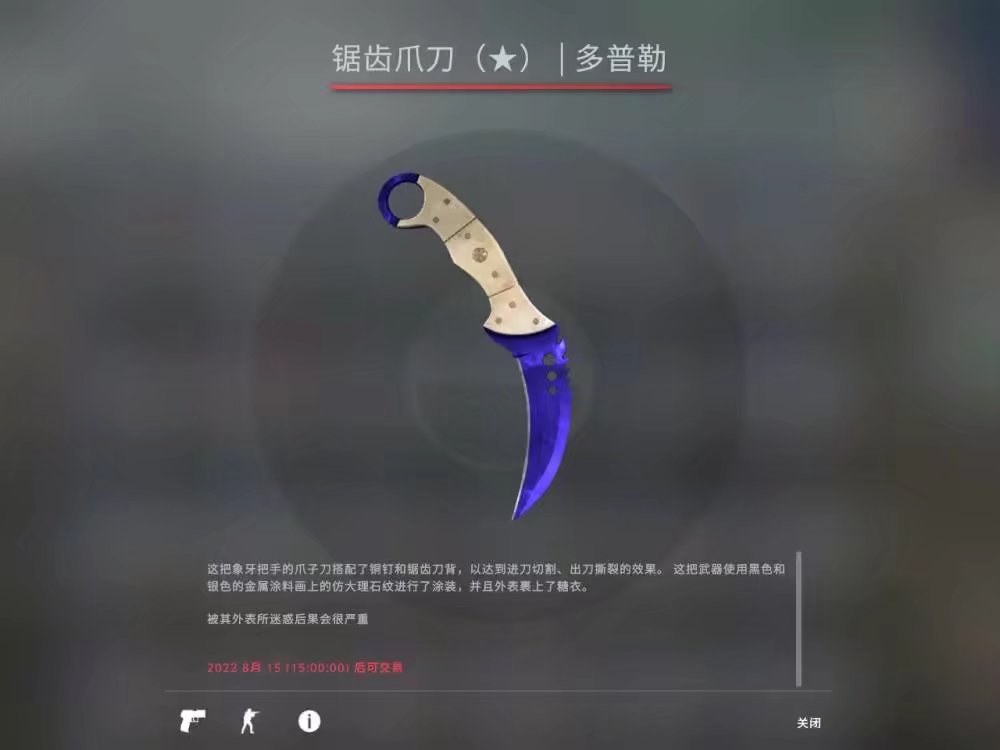 锯齿爪刀（★） | 多普勒
这把象牙把手的爪子刀搭配了铜钉和锯齿刀背，以达到进刀切割、出刀撕裂的效果。 这把武器使用黑色和
银色的金属涂料画上的仿大理石纹进行了涂装，并且外表裹上了糖衣。
被其外表所迷惑后果会很严重
2022 8月 15 (15:00:00) 后可交易
关闭